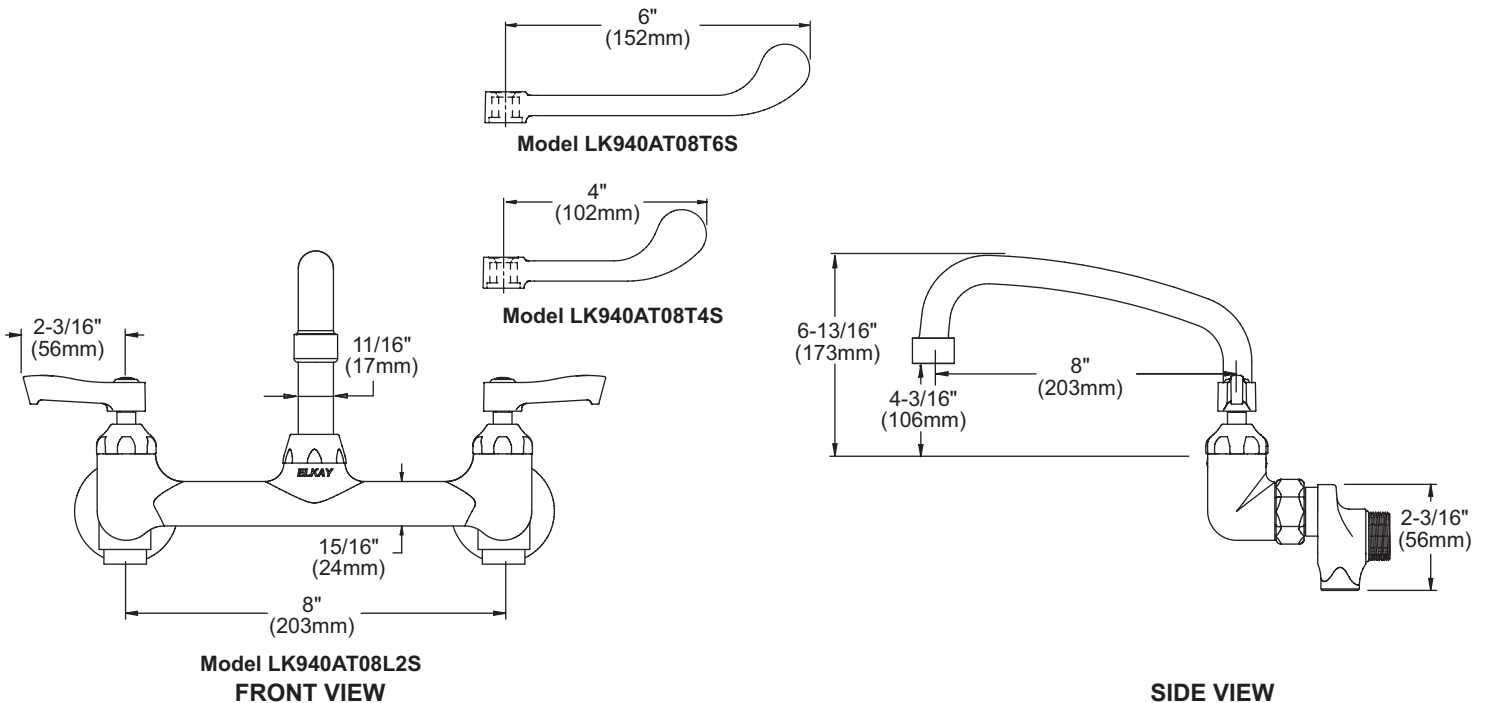 6"
(152mm)
Model LK940AT08T6S
4"
(102mm)
Model LK940AT08T4S
2-3/16"
(56mm)
11/16"
(17mm)
ELKAY
15/16"
(24mm)
8"
(203mm)
Model LK940AT08L2S
FRONT VIEW
6-13/16"
(173mm)
8"
(203mm)
4-3/16"
(106mm)
2-3/16"
(56mm)
SIDE VIEW